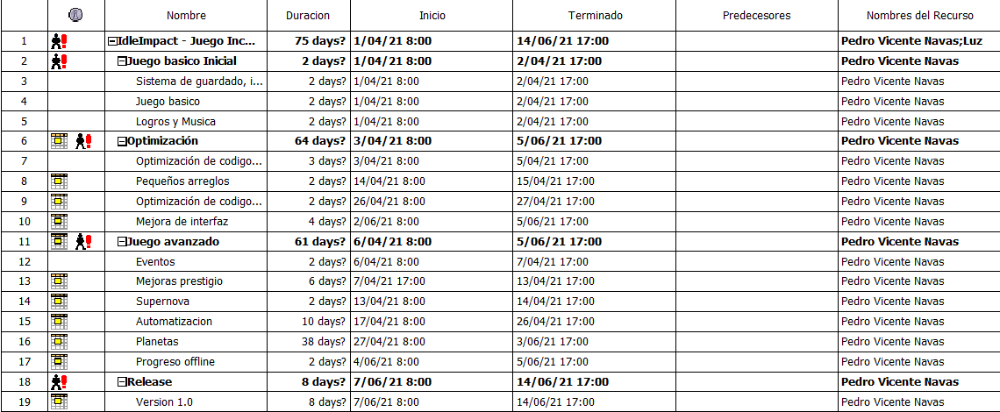 Nombre Duracion Inicio Terminado Predecesores Nombres del Recurso
1 IdleImpact - Juego Inc... 75 days? 1/04/21 8:00 14/06/21 17:00 Pedro Vicente Navas;Luz
2 Juego basico Inicial 2 days? 1/04/21 8:00 2/04/21 17:00 Pedro Vicente Navas
3 Sistema de guardado, i... 2 days? 1/04/21 8:00 2/04/21 17:00 Pedro Vicente Navas
4 Juego basico 2 days? 1/04/21 8:00 2/04/21 17:00 Pedro Vicente Navas
5 Logros y Musica 2 days? 1/04/21 8:00 2/04/21 17:00 Pedro Vicente Navas
6 Optimización 64 days? 3/04/21 8:00 5/06/21 17:00 Pedro Vicente Navas
7 Optimización de codigo... 3 days? 3/04/21 8:00 5/04/21 17:00 Pedro Vicente Navas
8 Pequeños arreglos 2 days? 14/04/21 8:00 15/04/21 17:00 Pedro Vicente Navas
9 Optimización de codigo... 2 days? 26/04/21 8:00 27/04/21 17:00 Pedro Vicente Navas
10 Mejora de interfaz 4 days? 2/06/21 8:00 5/06/21 17:00 Pedro Vicente Navas
11 Juego avanzado 61 days? 6/04/21 8:00 5/06/21 17:00 Pedro Vicente Navas
12 Eventos 2 days? 6/04/21 8:00 7/04/21 17:00 Pedro Vicente Navas
13 Mejoras prestigio 6 days? 7/04/21 17:00 13/04/21 17:00 Pedro Vicente Navas
14 Supernova 2 days? 13/04/21 8:00 14/04/21 17:00 Pedro Vicente Navas
15 Automatizacion 10 days? 17/04/21 8:00 26/04/21 17:00 Pedro Vicente Navas
16 Planetas 38 days? 27/04/21 8:00 3/06/21 17:00 Pedro Vicente Navas
17 Progreso offline 2 days? 4/06/21 8:00 5/06/21 17:00 Pedro Vicente Navas
18 Release 8 days? 7/06/21 8:00 14/06/21 17:00 Pedro Vicente Navas
19 Version 1.0 8 days? 7/06/21 8:00 14/06/21 17:00 Pedro Vicente Navas